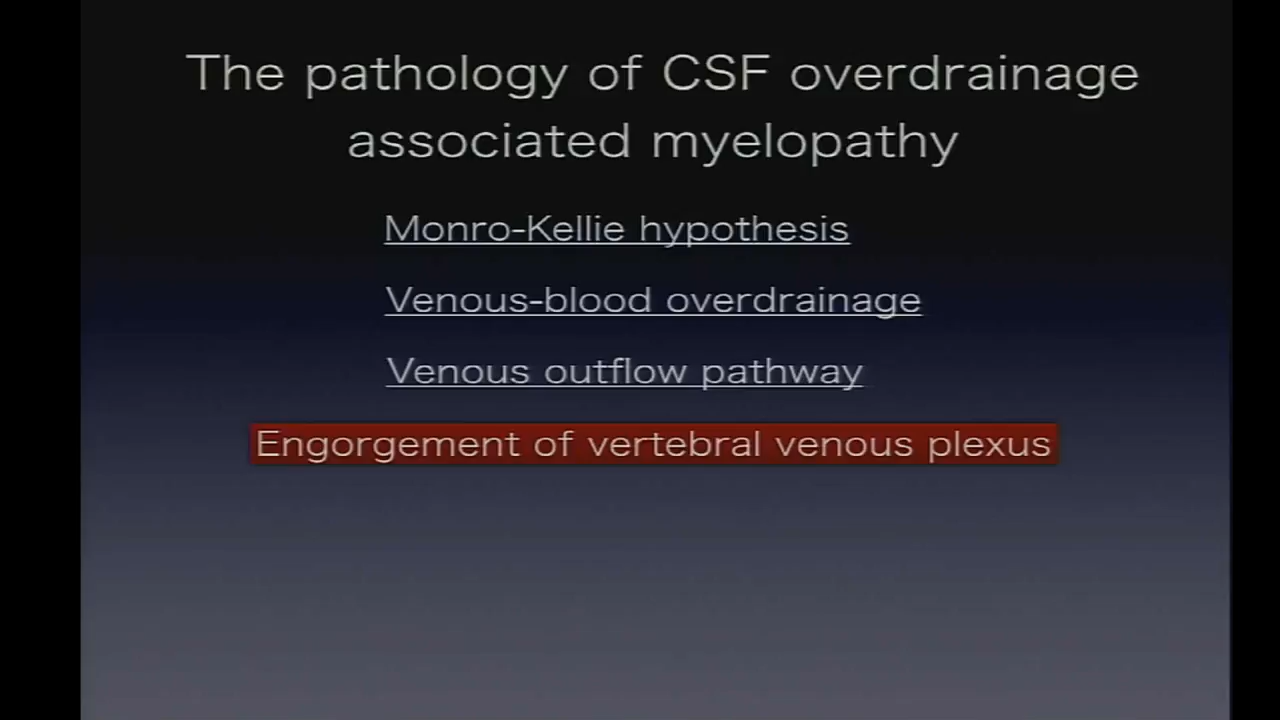 The pathology of CSF overdrainage
associated myelopathy
Monro-Kellie hypothesis
Venous-blood overdrainage
Venous outflow pathway
Engorgement of vertebral venous plexus